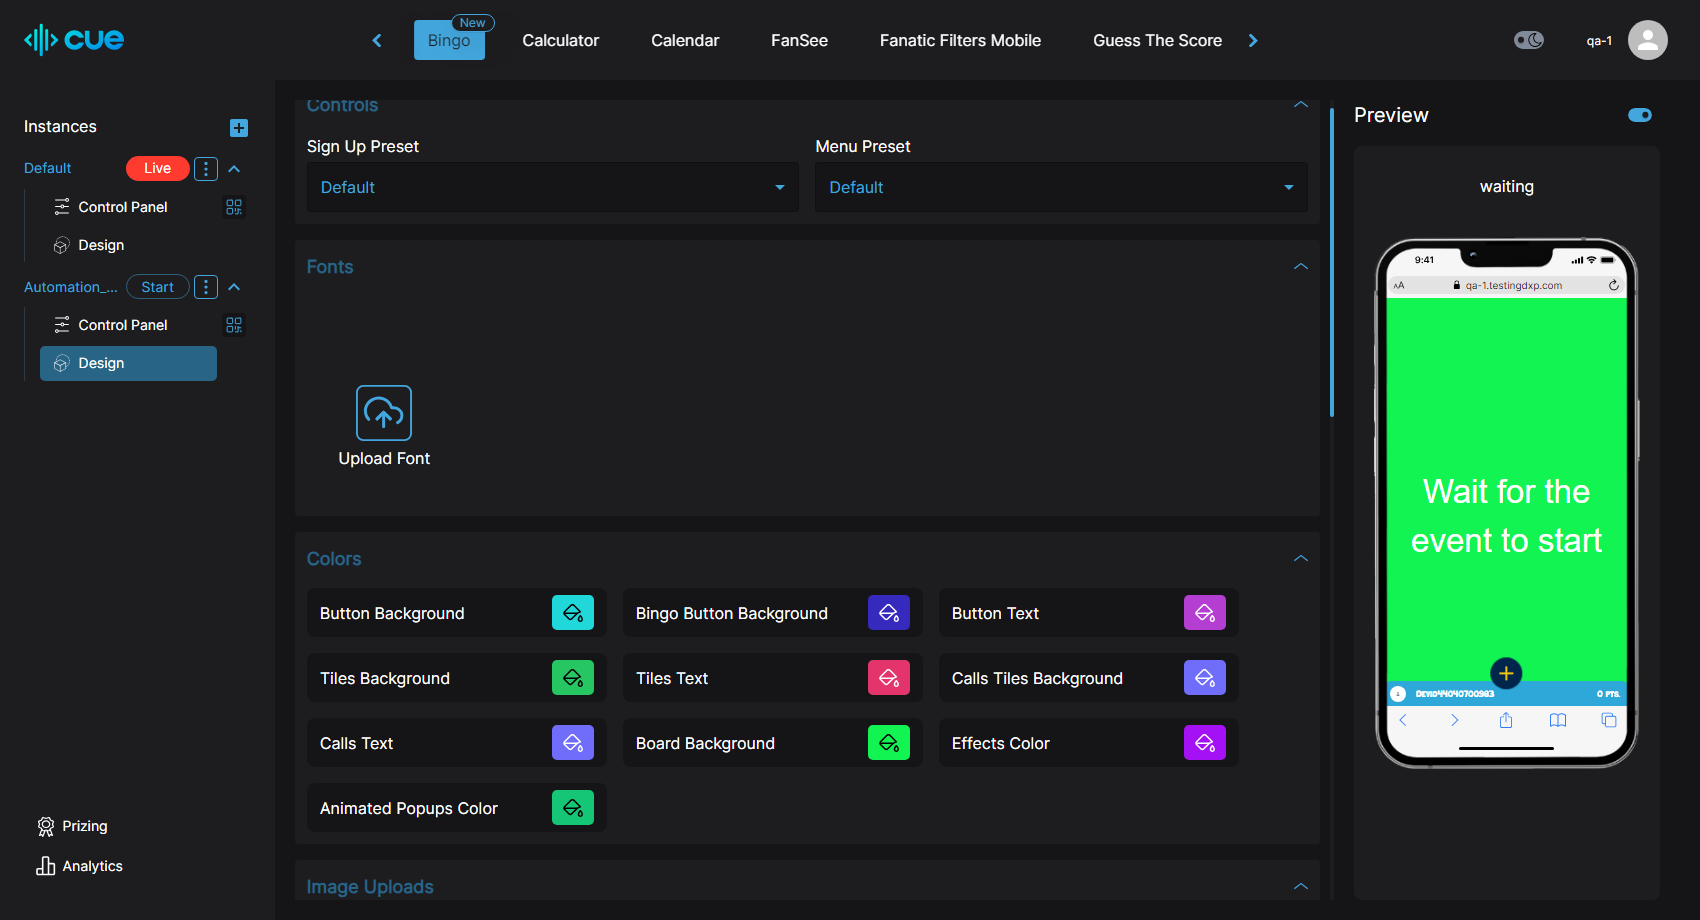 cue
Bingo
New
Calculator
Calendar
FanSee
Fanatic Filters Mobile
Guess The Score
qa-1
Instances
Default
Live
Control Panel
Design
Automation_...
Start
Control Panel
Design
Prizing
Analytics
Controls
Sign Up Preset
Menu Preset
Default
Default
Fonts
Upload Font
Colors
Button Background
Bingo Button Background
Button Text
Tiles Background
Tiles Text
Calls Tiles Background
Calls Text
Board Background
Effects Color
Animated Popups Color
Image Uploads
Preview
waiting
9:41
AA
qa-1.testingdxp.com
Wait for the
event to start
DEVID44040700983
0 PTS.